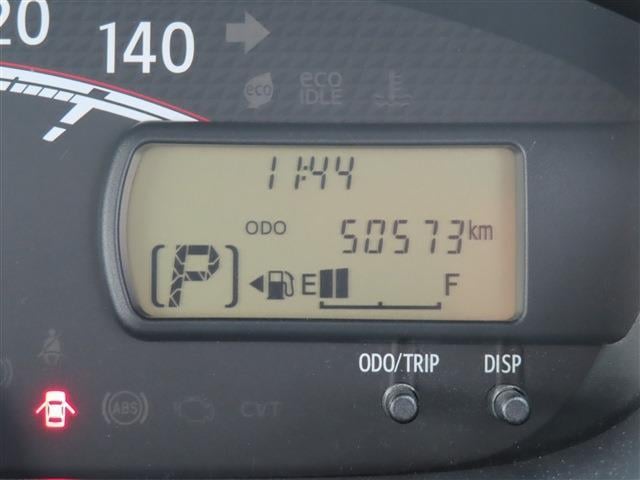 20 140
eco
eco
IDLE
11:44
ODO 50573km
P
E F
ODO/TRIP DISP
ABS CVT